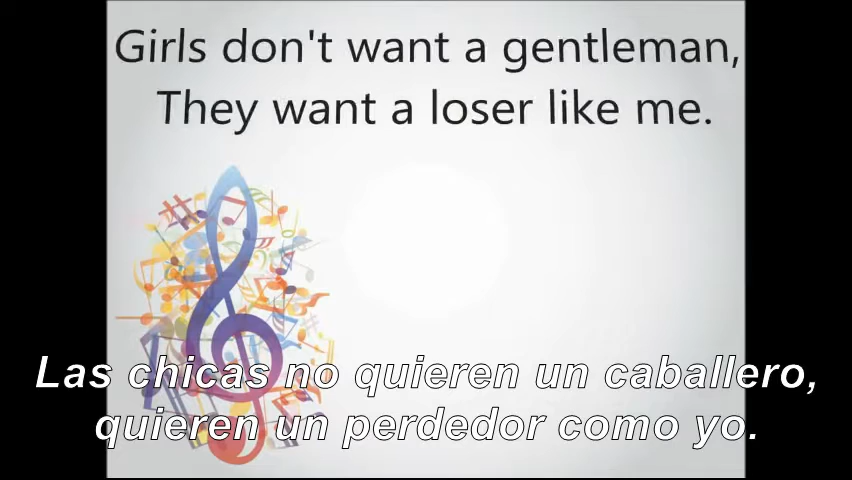 Girls don't want a gentleman,
They want a loser like me.
Las chicas no quieren un caballero,
quieren un perdedor como yo.